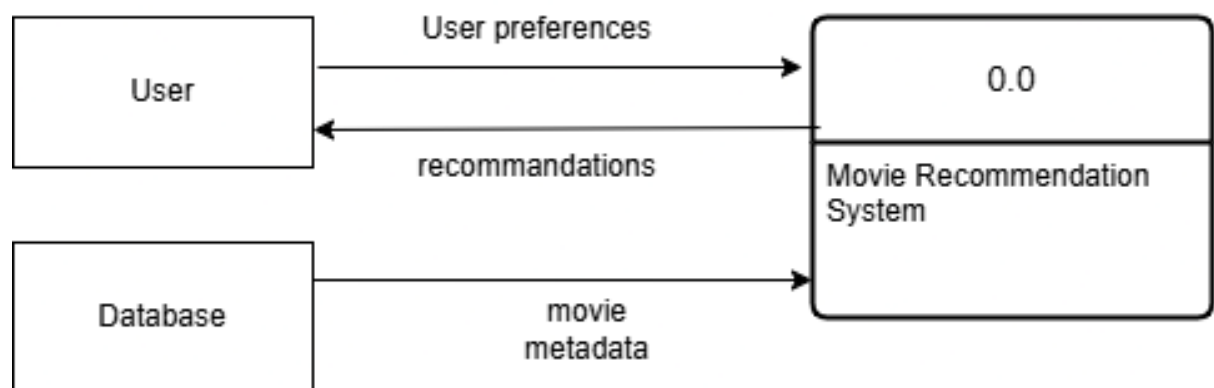 User preferences
User
0.0
recommandations
Movie Recommendation
System
Database
movie
metadata